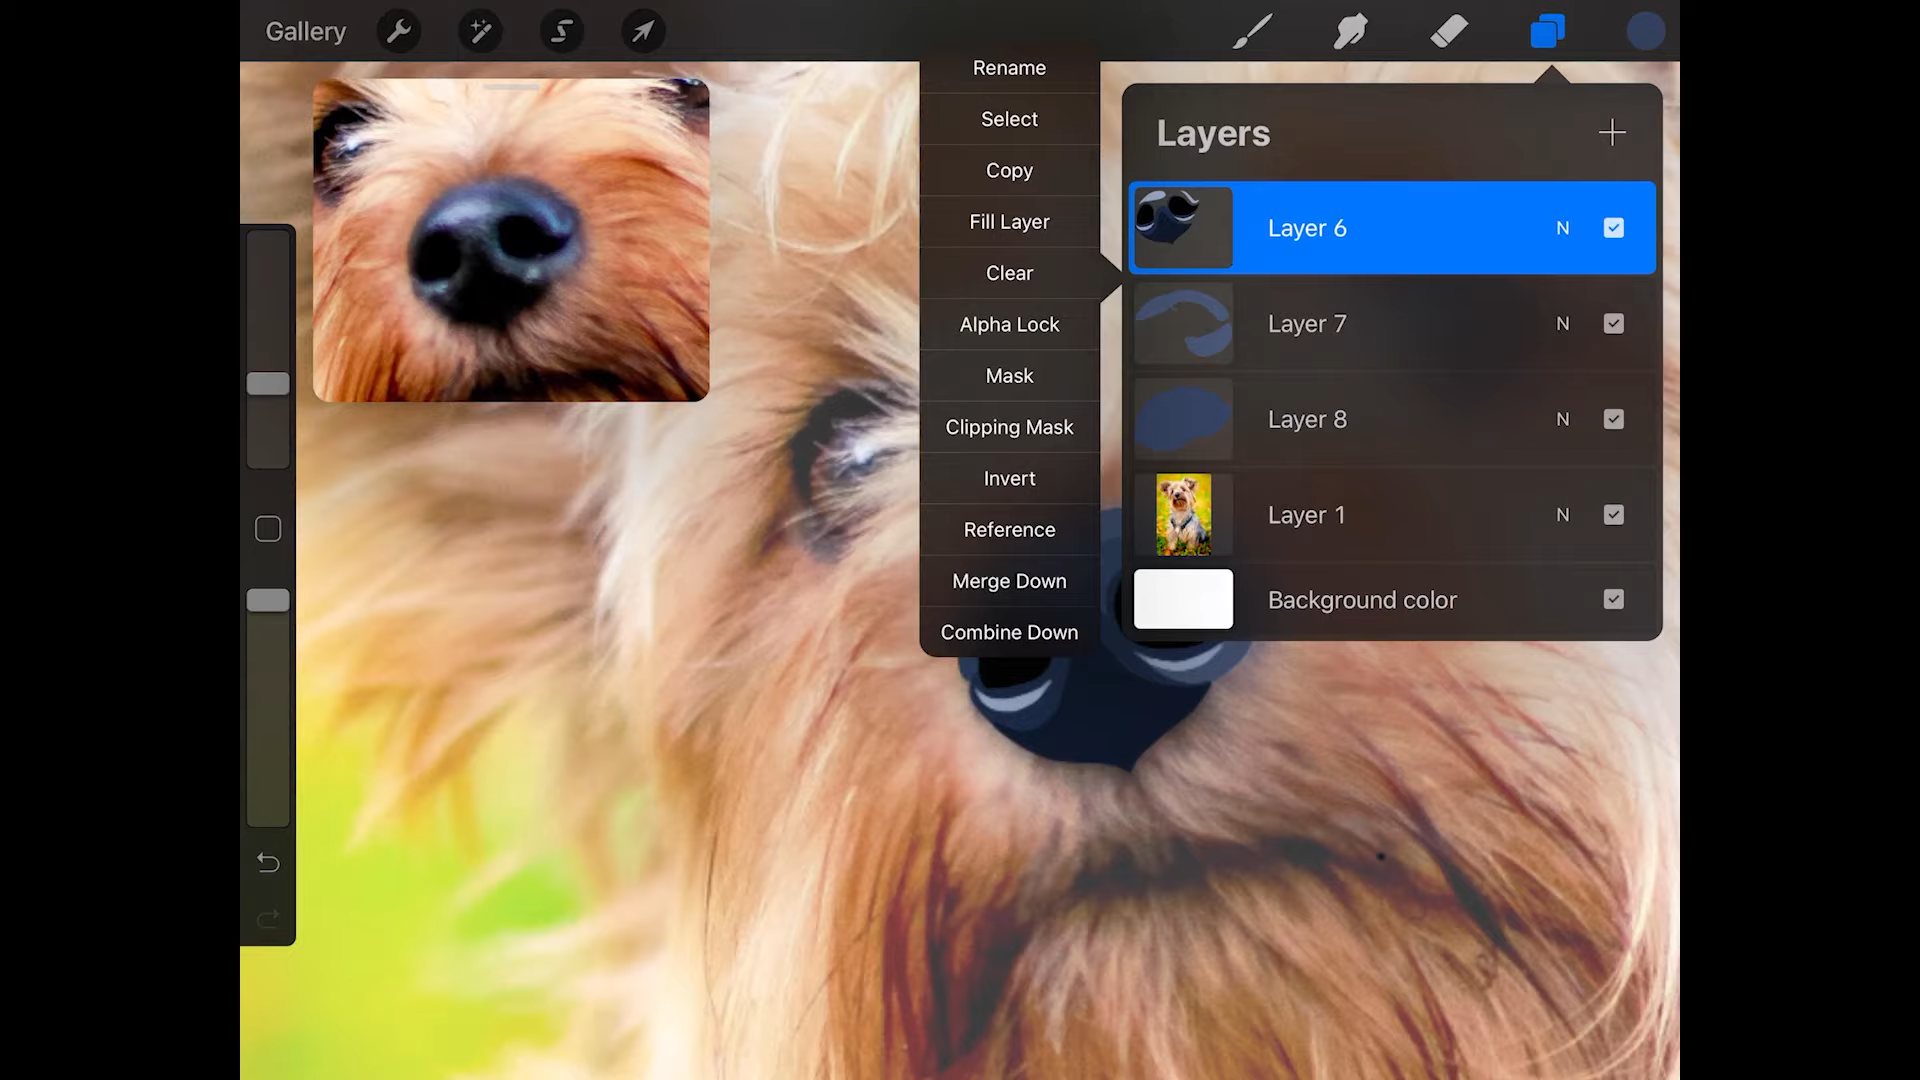 Gallery
Rename
Select
Copy
Fill Layer
Clear
Alpha Lock
Mask
Clipping Mask
Invert
Reference
Merge Down
Combine Down
Layers
Layer 6 N
Layer 7 N
Layer 8 N
Layer 1 N
Background color